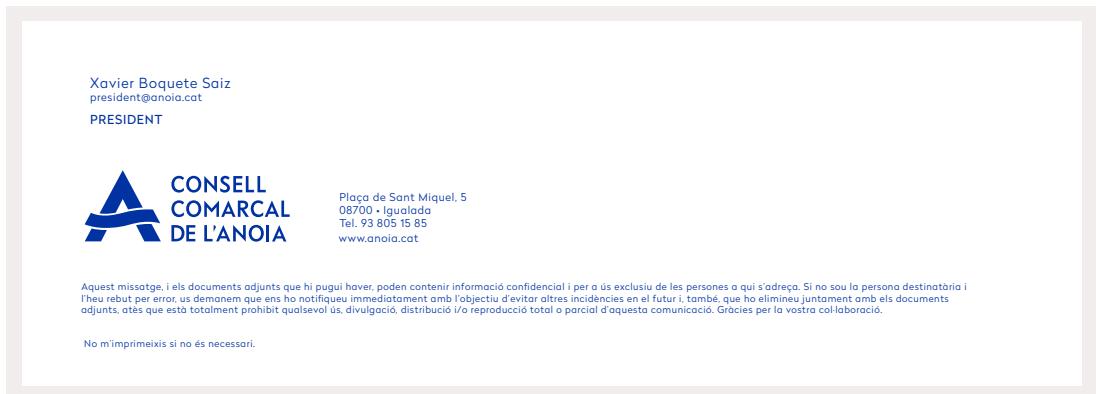 Xavier Boquete Saiz
president@anoia.cat
PRESIDENT
CONSELL
COMARCAL
DE L'ANOIA
Plaça de Sant Miquel, 5
08700 • Igualada
Tel. 93 805 15 85
www.anoia.cat
Aquest missatge, i els documents adjunts que hi pugui haver, poden contenir informació confidencial i per a ús exclusiu de les persones a qui s'adreça. Si no sou la persona destinatària i
l'heu rebut per error, us demanem que ens ho notifiqueu immediatament amb l'objectiu d'evitar altres incidències en el futur i, també, que ho elimineu juntament amb els documents
adjunts, atès que està totalment prohibit qualsevol ús, divulgació, distribució i/o reproducció total o parcial d'aquesta comunicació. Gràcies per la vostra col·laboració.
No m'imprimeixis si no és necessari.